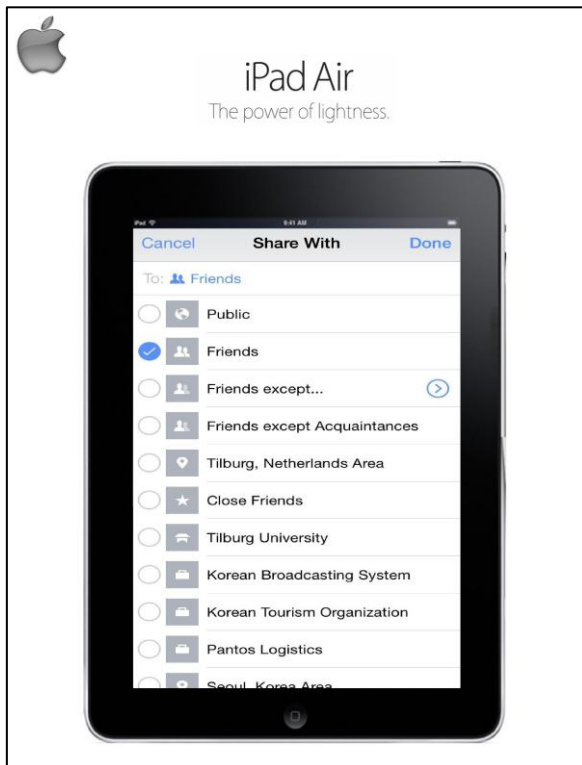 iPad Air
The power of lightness.
iPad 9:41 AM
Cancel Share With Done
To: Friends
Public
Friends
Friends except...
Friends except Acquaintances
Tilburg, Netherlands Area
Close Friends
Tilburg University
Korean Broadcasting System
Korean Tourism Organization
Pantos Logistics
Seoul, Korea Area